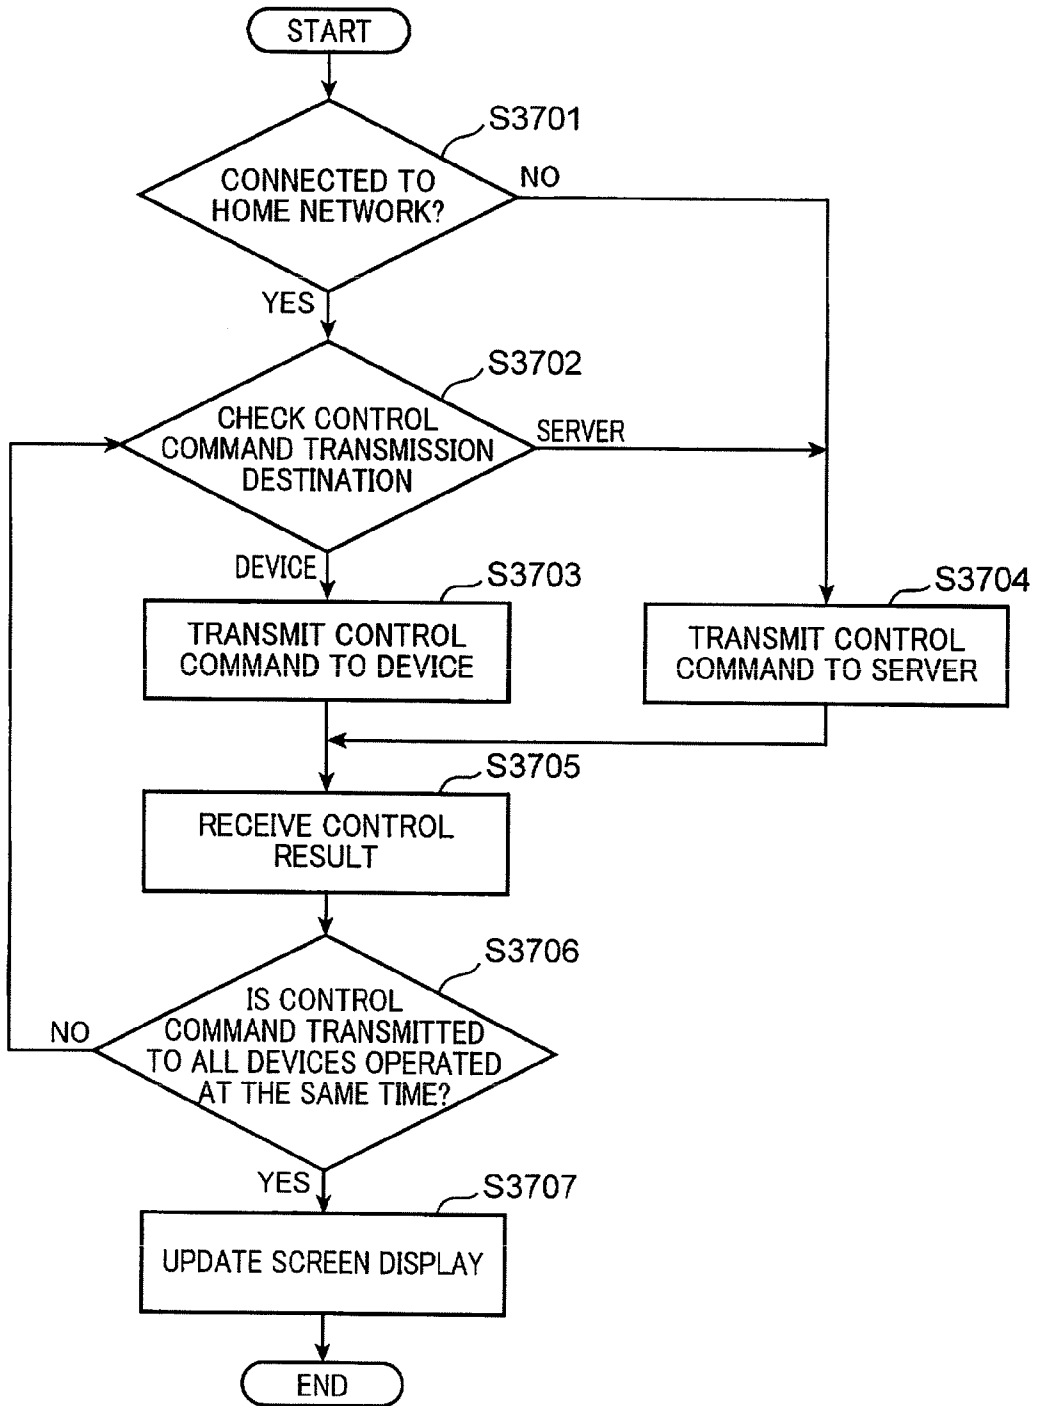 START
S3701
CONNECTED TO
HOME NETWORK?
NO
YES
S3702
CHECK CONTROL
COMMAND TRANSMISSION
DESTINATION
SERVER
DEVICE
S3703
TRANSMIT CONTROL
COMMAND TO DEVICE
S3704
TRANSMIT CONTROL
COMMAND TO SERVER
S3705
RECEIVE CONTROL
RESULT
S3706
IS CONTROL
COMMAND TRANSMITTED
TO ALL DEVICES OPERATED
AT THE SAME TIME?
NO
YES
S3707
UPDATE SCREEN DISPLAY
END